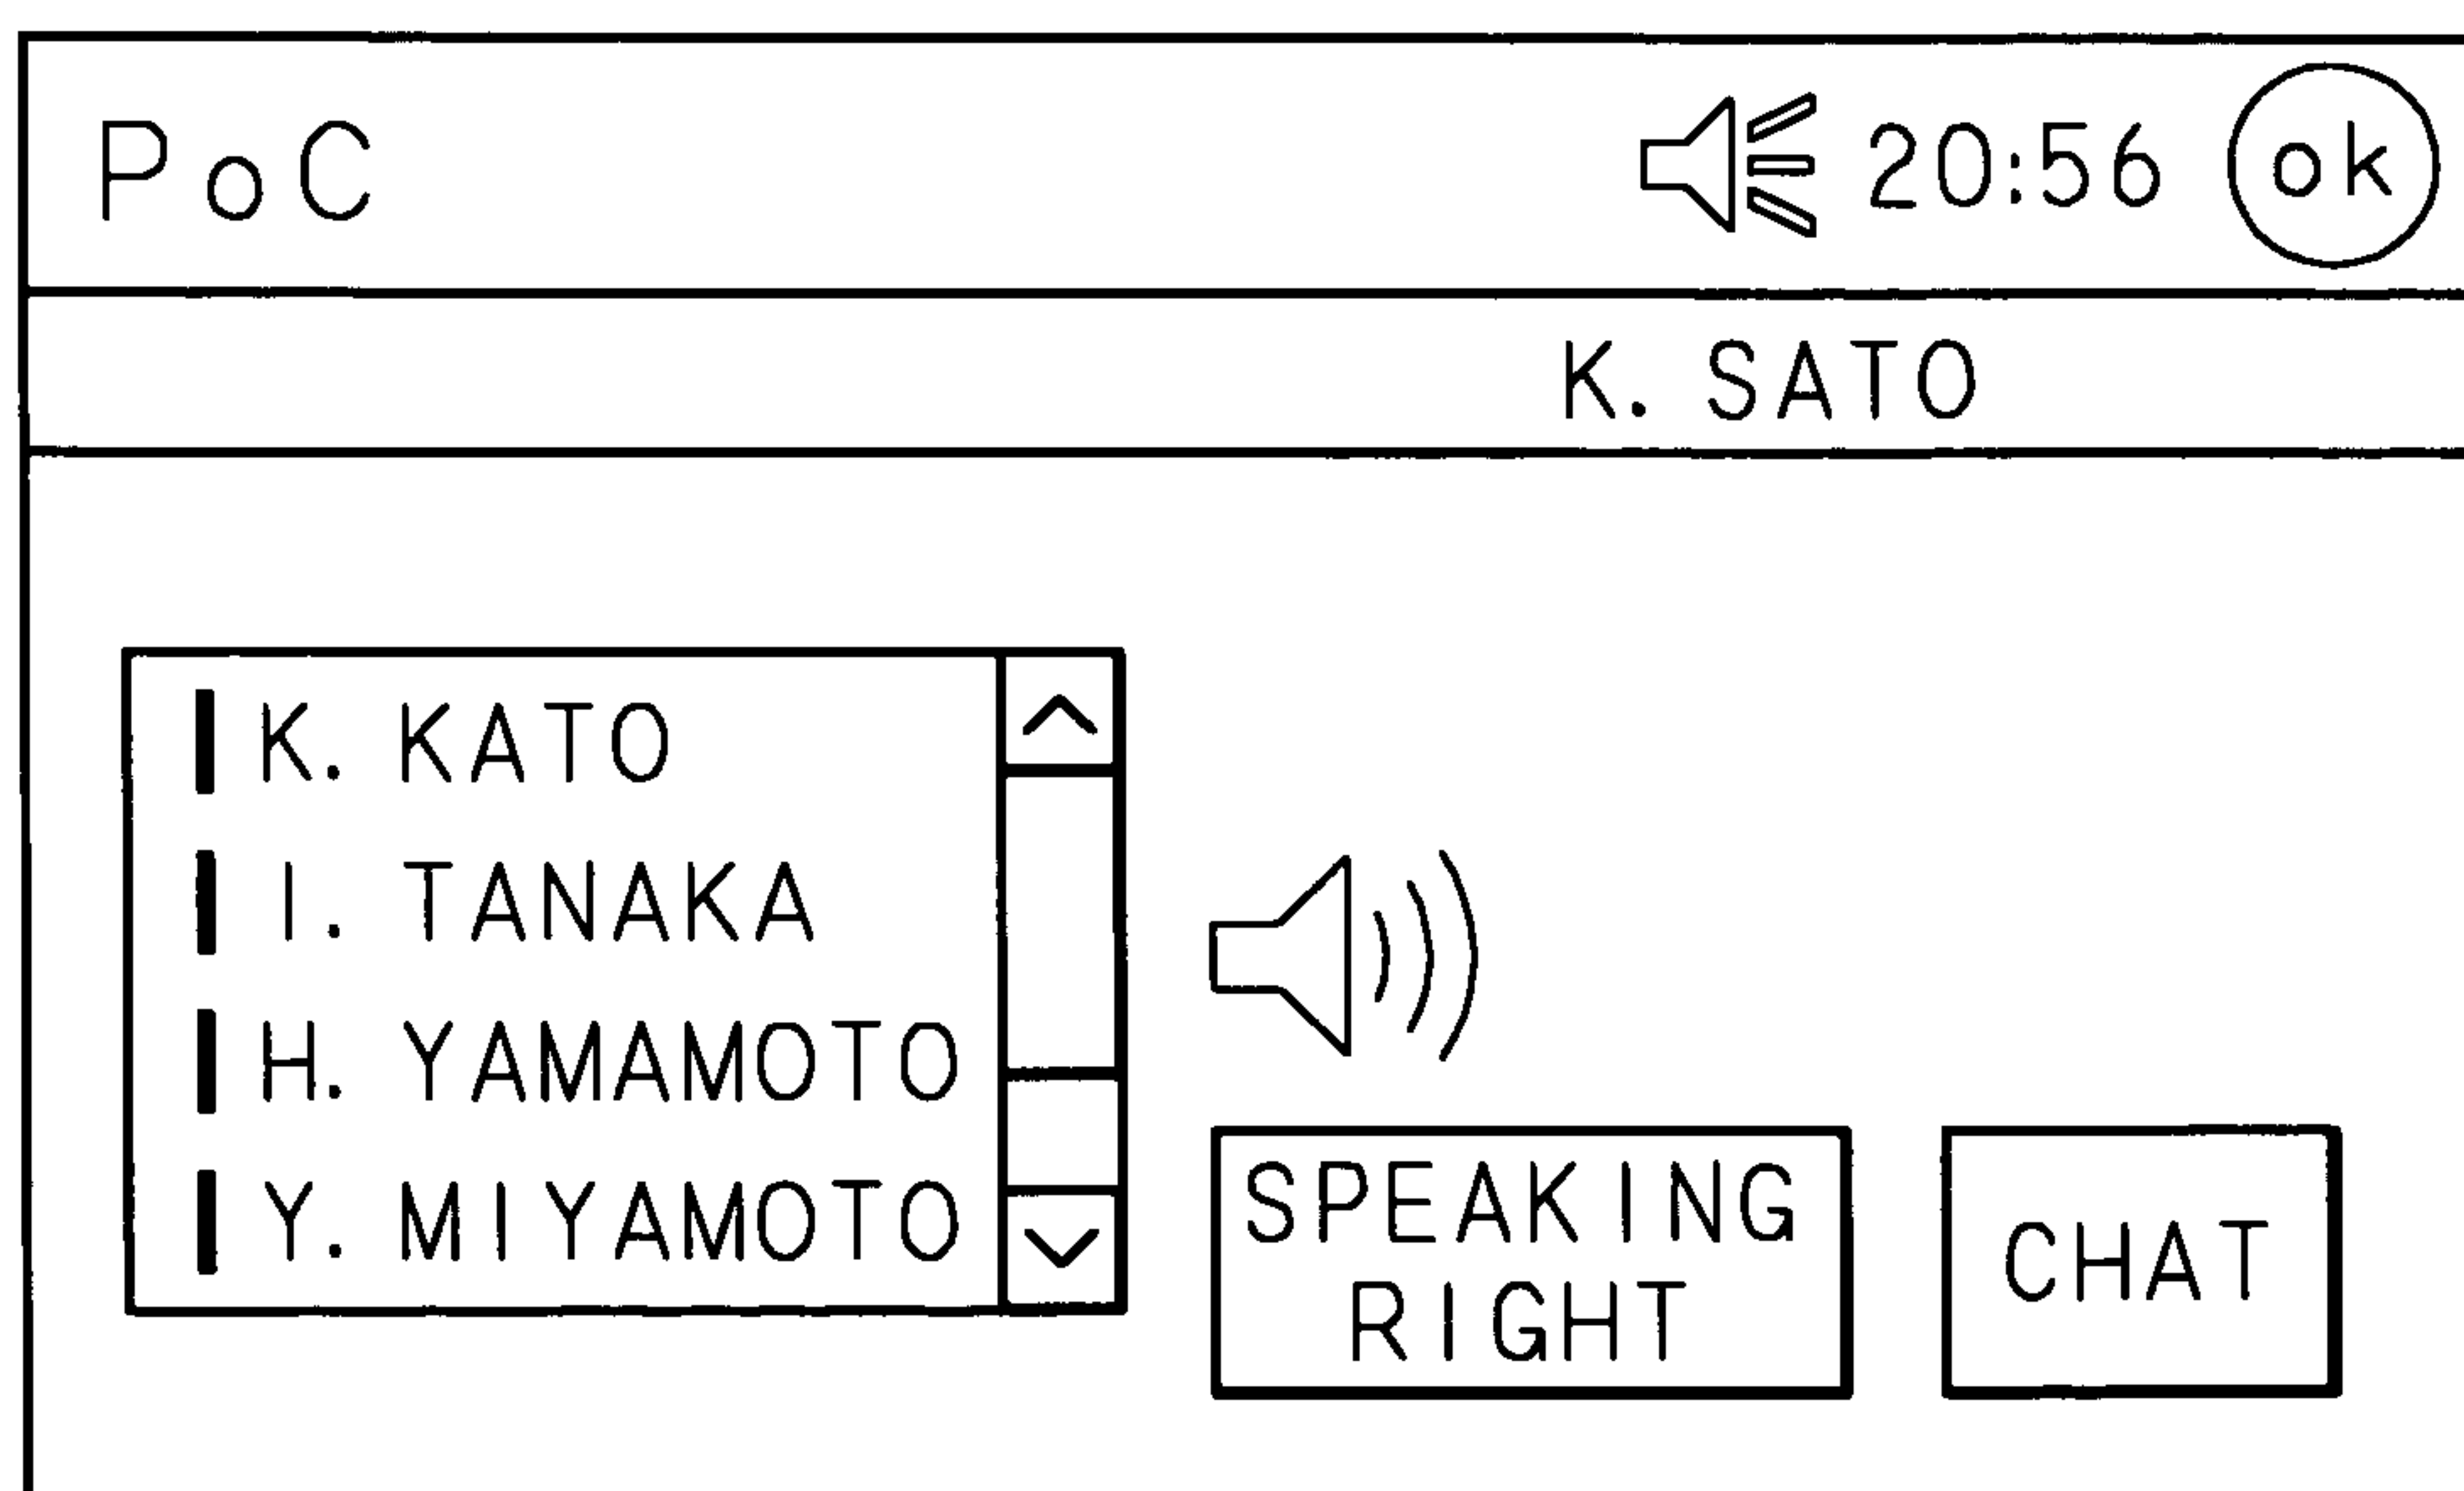 PoC 20:56 ok
K. SATO
K. KATO
I. TANAKA
H. YAMAMOTO
Y. MIYAMOTO
SPEAKING
RIGHT
CHAT